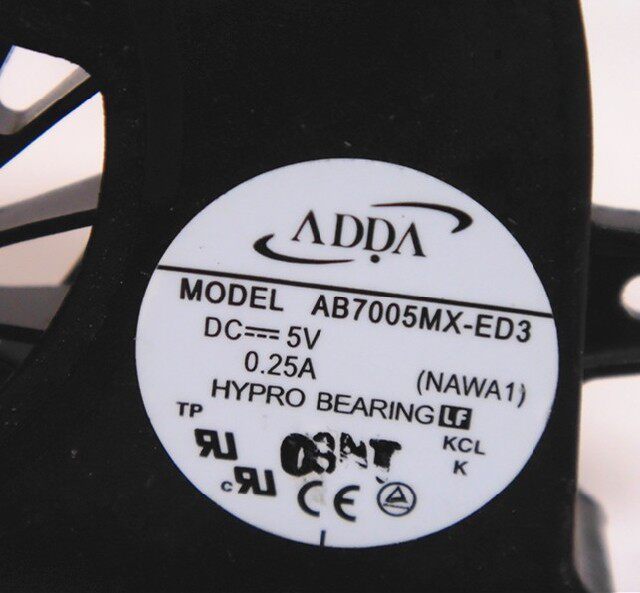 ADDA
MODEL AB7005MX-ED3
DC⎓5V
0.25A
(NAWA1)
HYPRO BEARING LF
TP
KCL
K
c
CE